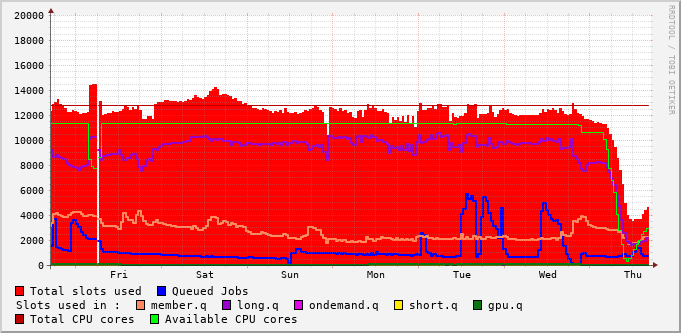 20000
18000
16000
14000
12000
10000
8000
6000
4000
2000
0
Fri Sat Sun Mon Tue Wed Thu
RRDTOOL / TOBI OETIKER
Total slots used Queued Jobs
Slots used in : member.q long.q ondemand.q short.q gpu.q
Total CPU cores Available CPU cores